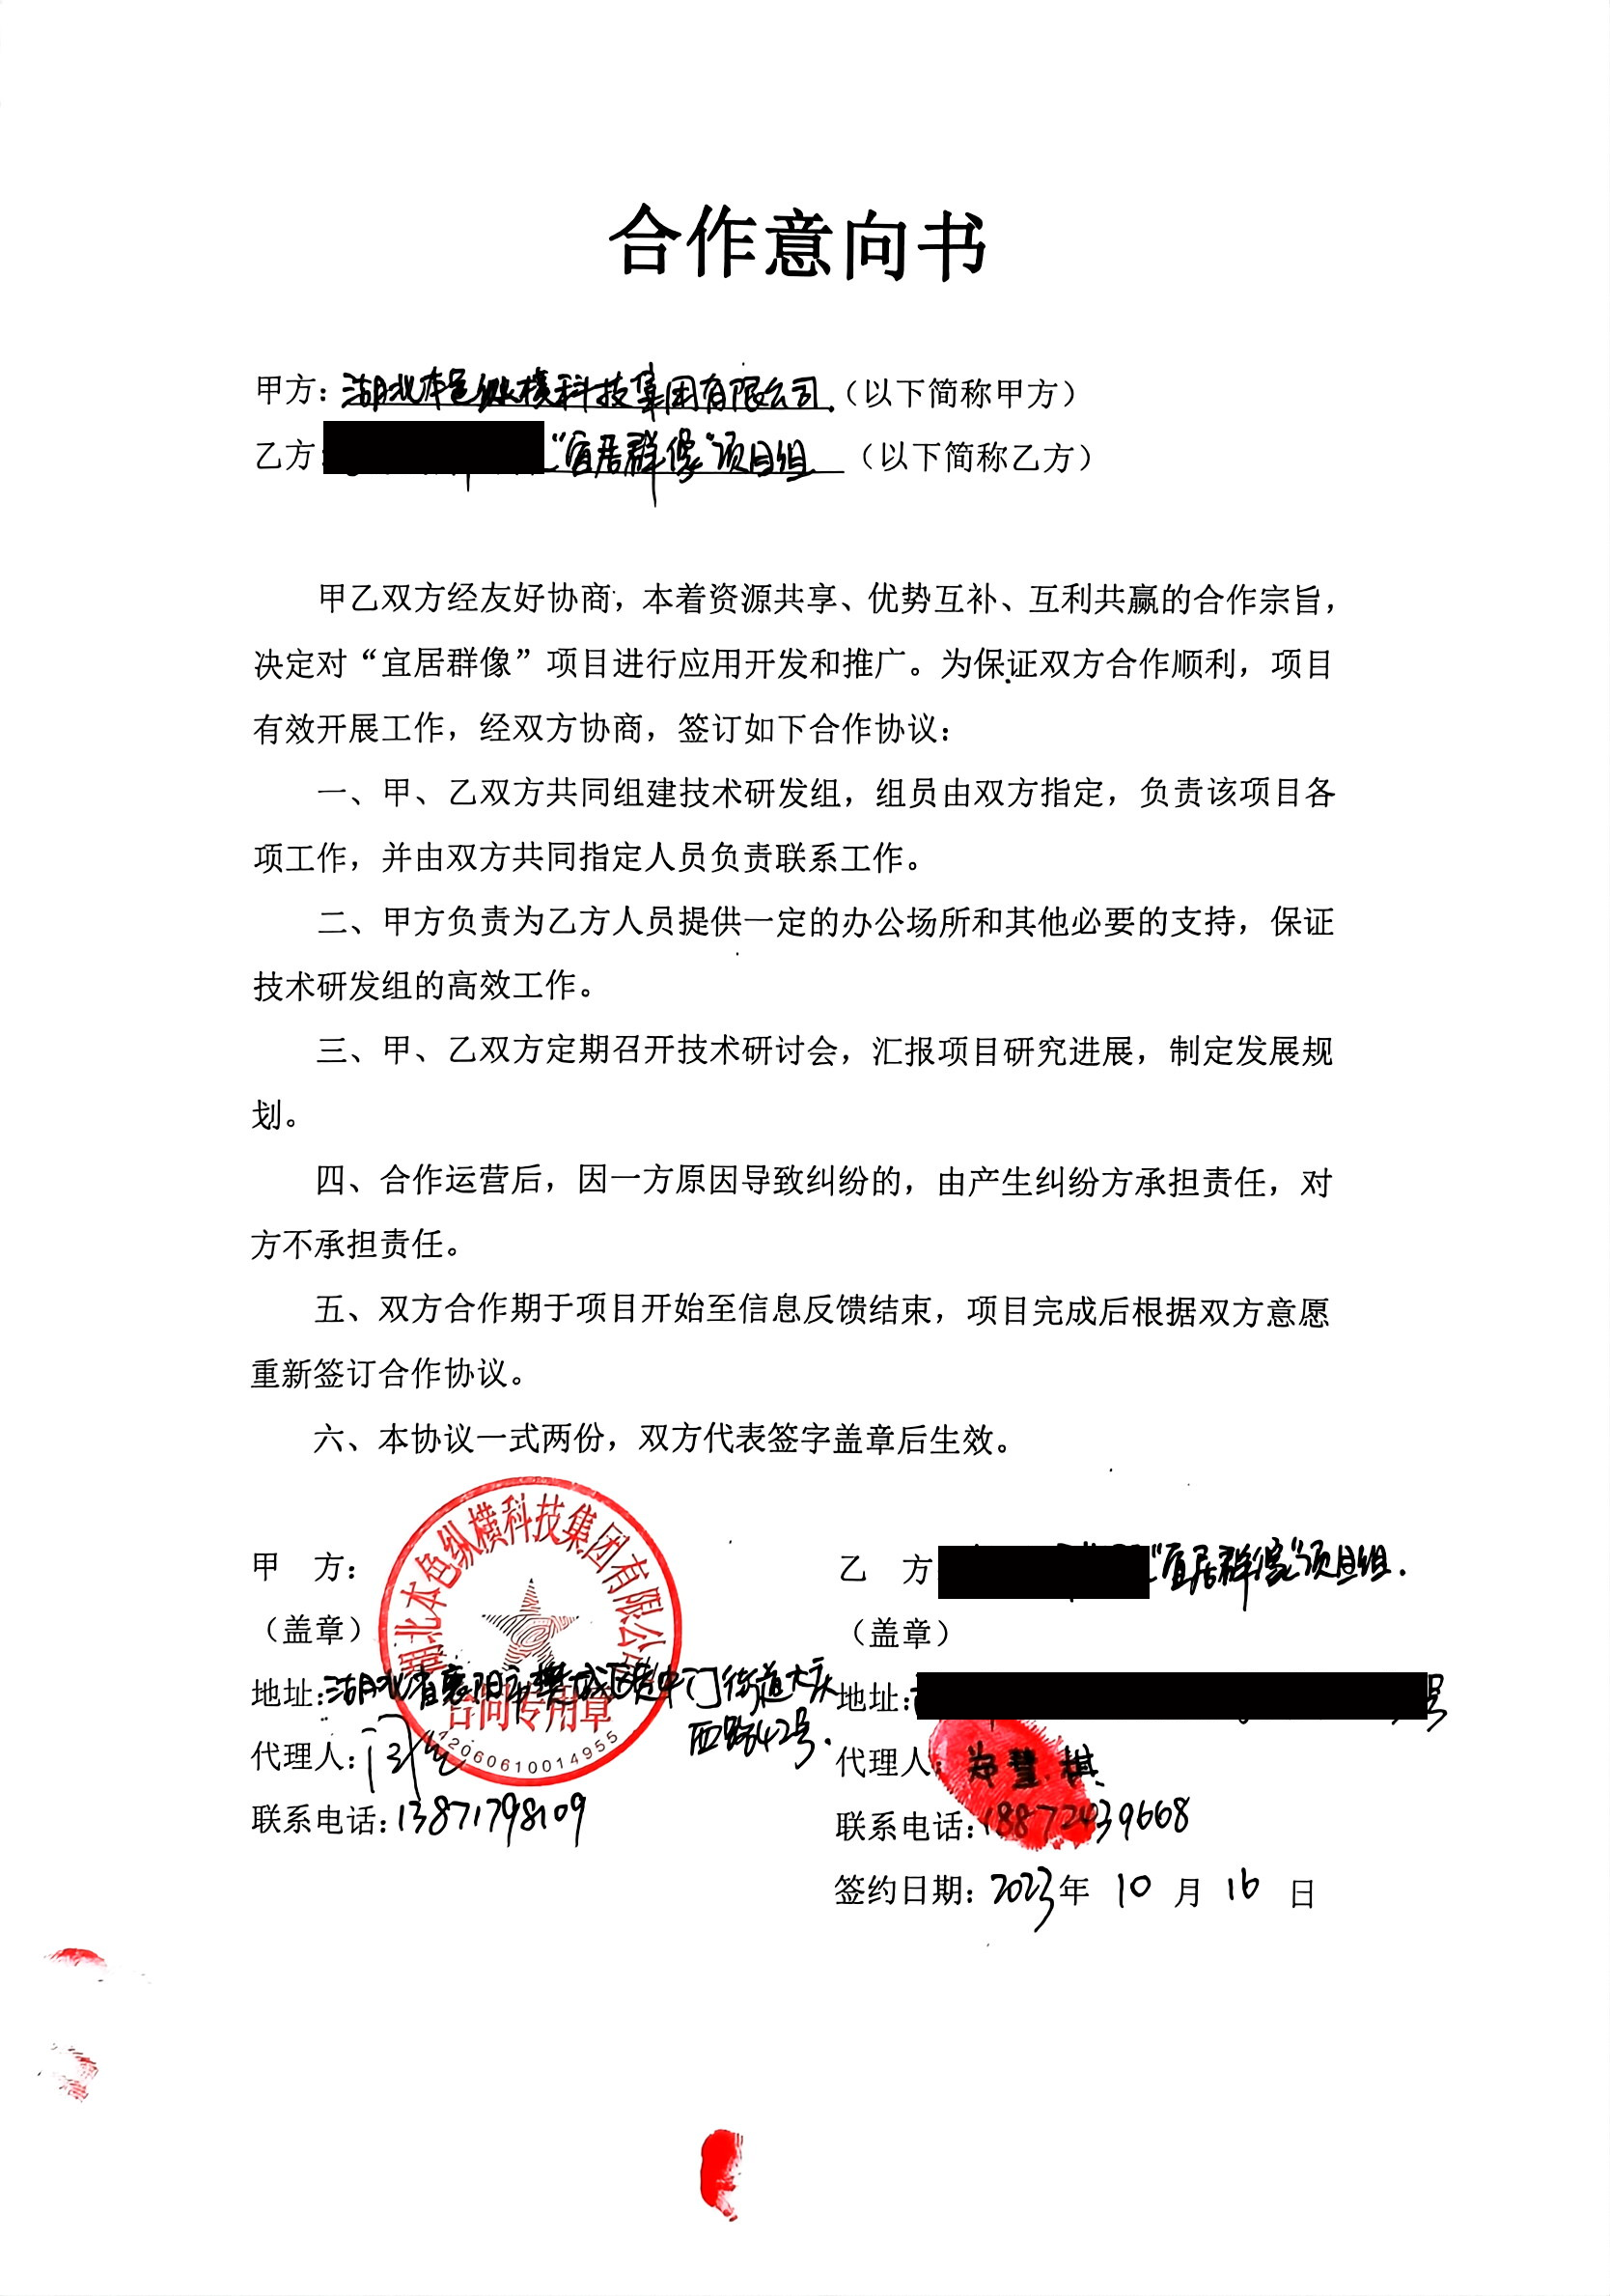 合作意向书
甲方：湖北本色纵横科技集团有限公司.（以下简称甲方）
乙方：“宜居群像”项目组（以下简称乙方）
甲乙双方经友好协商，本着资源共享、优势互补、互利共赢的合作宗旨，
决定对“宜居群像”项目进行应用开发和推广。为保证双方合作顺利，项目
有效开展工作，经双方协商，签订如下合作协议：
一、甲、乙双方共同组建技术研发组，组员由双方指定，负责该项目各
项工作，并由双方共同指定人员负责联系工作。
二、甲方负责为乙方人员提供一定的办公场所和其他必要的支持，保证
技术研发组的高效工作。
三、甲、乙双方定期召开技术研讨会，汇报项目研究进展，制定发展规
划。
四、合作运营后，因一方原因导致纠纷的，由产生纠纷方承担责任，对
方不承担责任。
五、双方合作期于项目开始至信息反馈结束，项目完成后根据双方意愿
重新签订合作协议。
六、本协议一式两份，双方代表签字盖章后生效。
湖北本色纵横科技集团有限公司
合同专用章
42060610014955
甲 方： 乙 方 “宜居群像”项目组.
（盖章） （盖章）
地址：湖北省襄阳市樊城区定中门街道大庆 地址： 号
西路42号.
代理人： 代理人：郑慧棋
联系电话：13871798109 联系电话：18872439668
签约日期：2023年 10 月 16 日